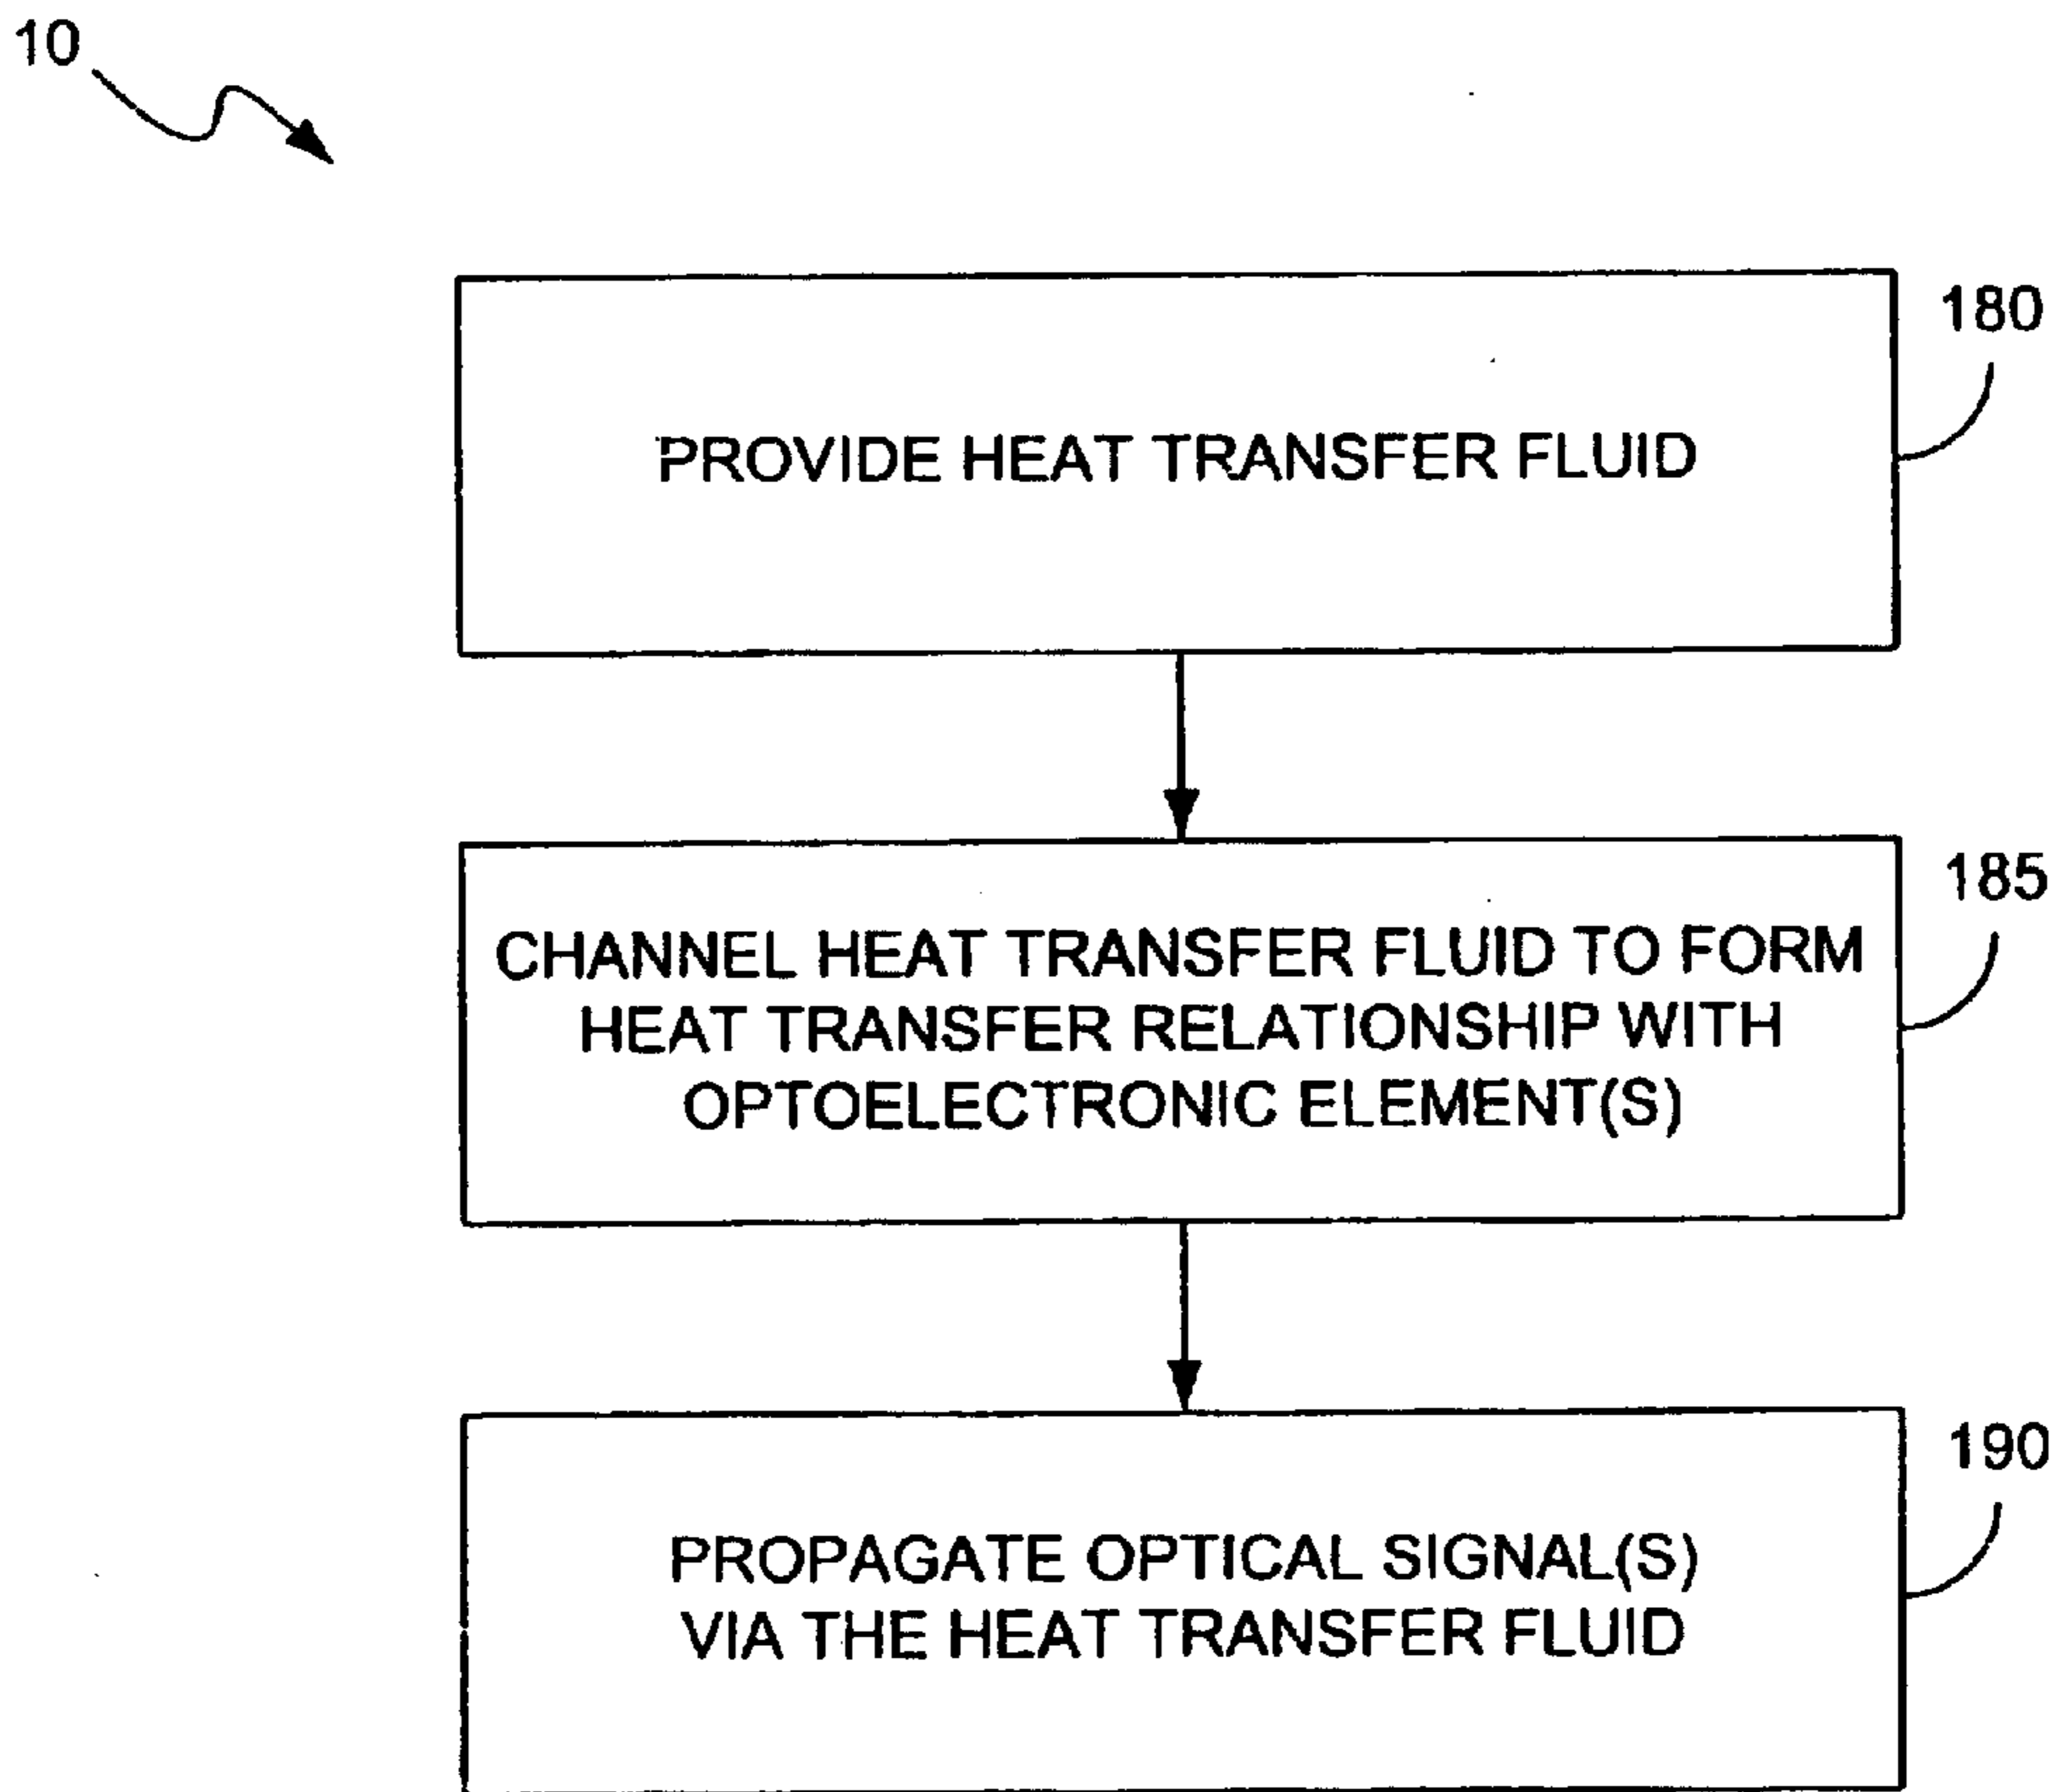 10
180
PROVIDE HEAT TRANSFER FLUID
185
CHANNEL HEAT TRANSFER FLUID TO FORM
HEAT TRANSFER RELATIONSHIP WITH
OPTOELECTRONIC ELEMENT(S)
190
PROPAGATE OPTICAL SIGNAL(S)
VIA THE HEAT TRANSFER FLUID